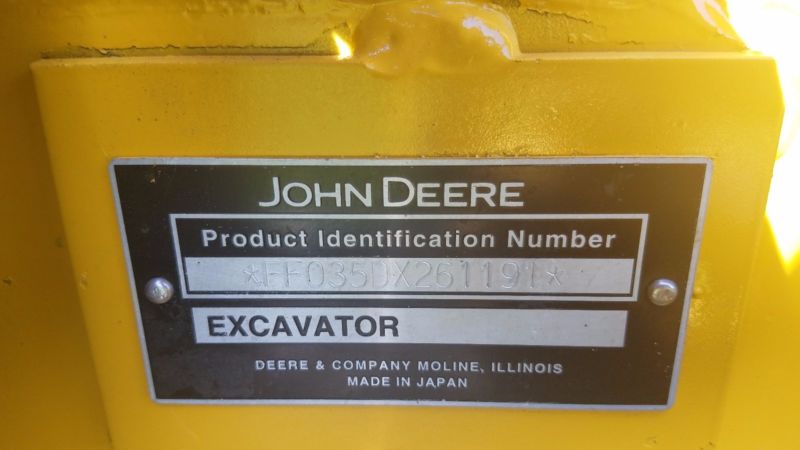 JOHN DEERE
Product Identification Number
*FF035DX261191*
EXCAVATOR
DEERE & COMPANY MOLINE, ILLINOIS
MADE IN JAPAN